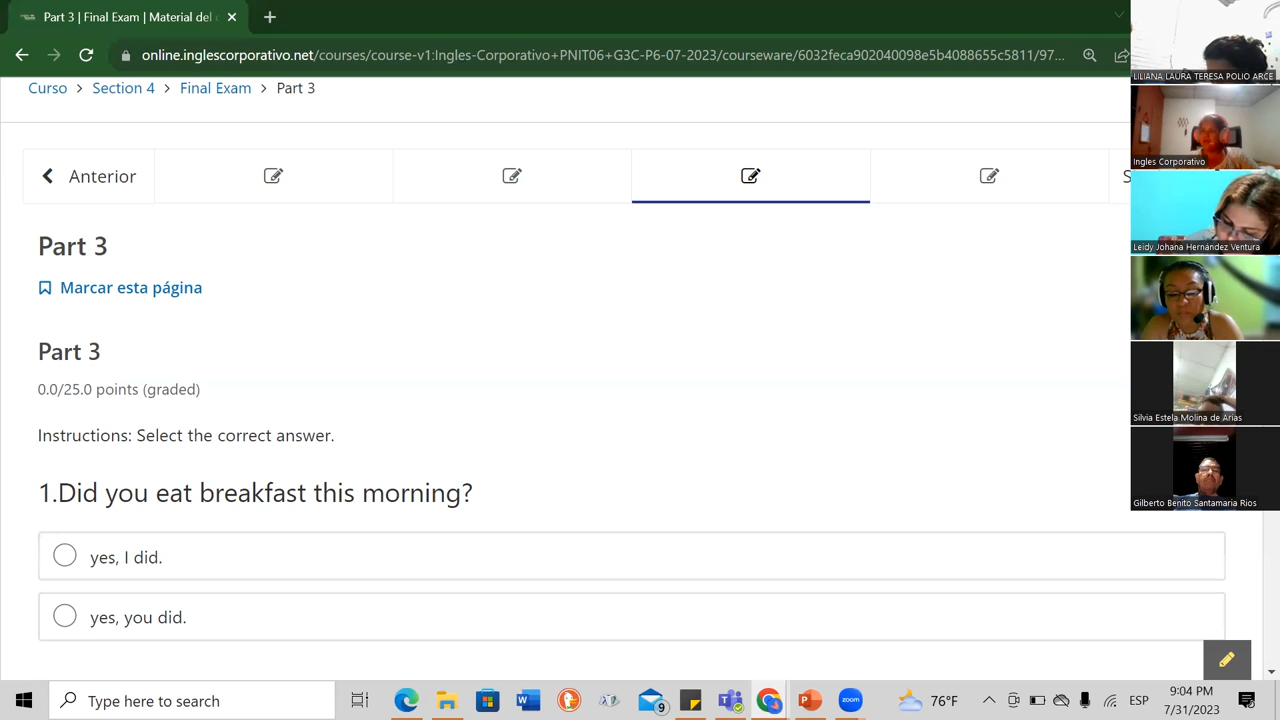 Part 3 | Final Exam | Material del c
online.inglescorporativo.net/courses/course-v1:Ingles-Corporativo+PNIT06+G3C-P6-07-2023/courseware/6032feca902040098e5b4883b5c5811/97...
Curso > Section 4 > Final Exam > Part 3
Anterior
S
Part 3
Marcar esta página
Part 3
0.0/25.0 points (graded)
Instructions: Select the correct answer.
1.Did you eat breakfast this morning?
yes, I did.
yes, you did.
LILIANA LAURA TERESA POLIO ARCE
Ingles Corporativo
Leidy Johana Hernández Ventura
Silvia Estela Molina de Arias
Gilberto Benito Santamaria Rios
Type here to search
9
zoom
76°F
ESP
9:04 PM
7/31/2023